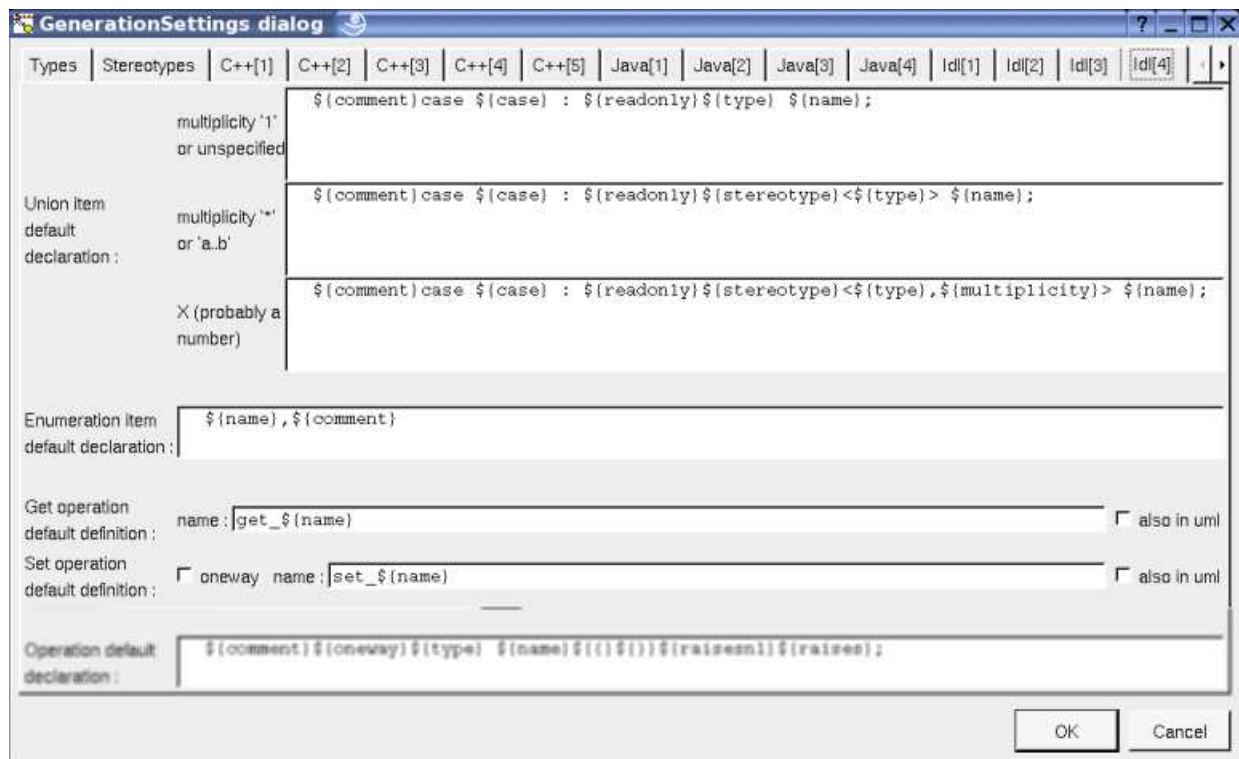 GenerationSettings dialog
Types Stereotypes C++[1] C++[2] C++[3] C++[4] C++[5] Java[1] Java[2] Java[3] Java[4] Idl[1] Idl[2] Idl[3] Idl[4]
Union item
default
declaration :
multiplicity '1'
or unspecified
${comment}case ${case} : ${readonly}${type} ${name};
multiplicity '*'
or 'a..b'
${comment}case ${case} : ${readonly}${stereotype}<${type}> ${name};
X (probably a
number)
${comment}case ${case} : ${readonly}${stereotype}<${type},${multiplicity}> ${name};
Enumeration item
default declaration :
${name},${comment}
Get operation
default definition :
name : get_${name}
also in uml
Set operation
default definition :
oneway name : set_${name}
also in uml
Operation default
declaration :
${comment}${oneway}${type} ${name}${(}${)}${raisesnl}${raises};
OK Cancel